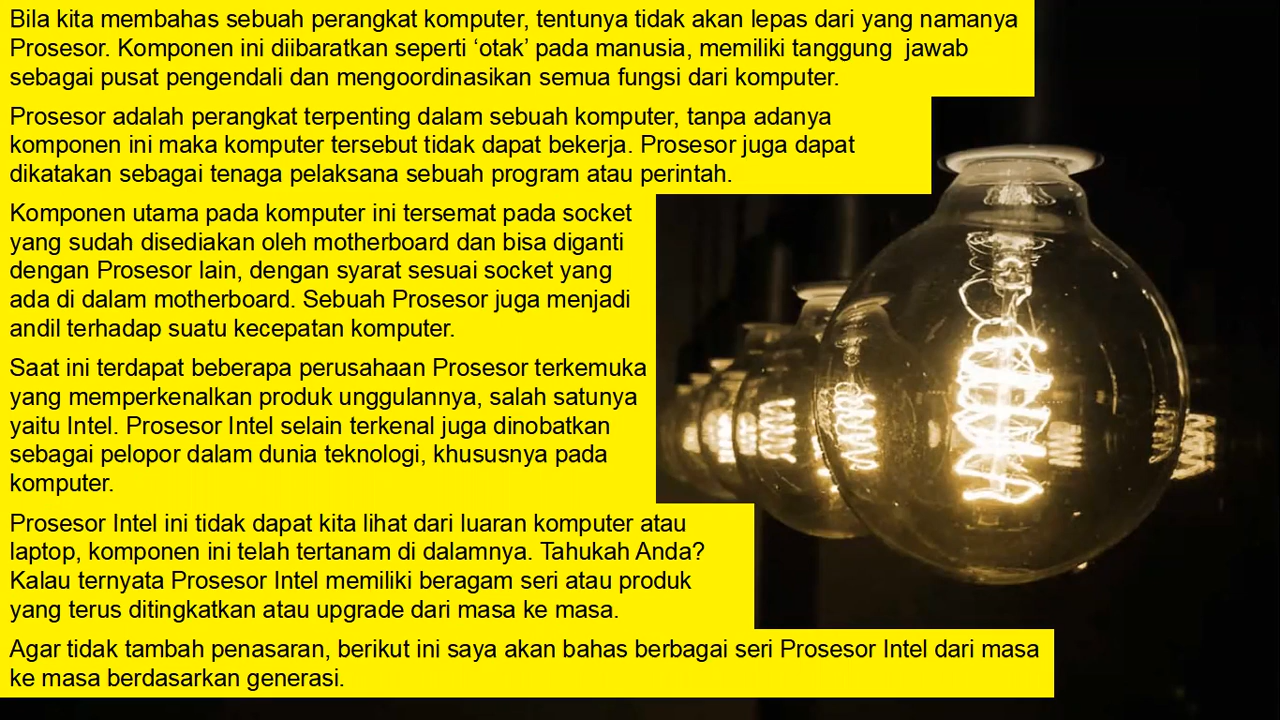 Bila kita membahas sebuah perangkat komputer, tentunya tidak akan lepas dari yang namanya
Prosesor. Komponen ini diibaratkan seperti ‘otak’ pada manusia, memiliki tanggung  jawab
sebagai pusat pengendali dan mengoordinasikan semua fungsi dari komputer.
Prosesor adalah perangkat terpenting dalam sebuah komputer, tanpa adanya
komponen ini maka komputer tersebut tidak dapat bekerja. Prosesor juga dapat
dikatakan sebagai tenaga pelaksana sebuah program atau perintah.
Komponen utama pada komputer ini tersemat pada socket
yang sudah disediakan oleh motherboard dan bisa diganti
dengan Prosesor lain, dengan syarat sesuai socket yang
ada di dalam motherboard. Sebuah Prosesor juga menjadi
andil terhadap suatu kecepatan komputer.
Saat ini terdapat beberapa perusahaan Prosesor terkemuka
yang memperkenalkan produk unggulannya, salah satunya
yaitu Intel. Prosesor Intel selain terkenal juga dinobatkan
sebagai pelopor dalam dunia teknologi, khususnya pada
komputer.
Prosesor Intel ini tidak dapat kita lihat dari luaran komputer atau
laptop, komponen ini telah tertanam di dalamnya. Tahukah Anda?
Kalau ternyata Prosesor Intel memiliki beragam seri atau produk
yang terus ditingkatkan atau upgrade dari masa ke masa.
Agar tidak tambah penasaran, berikut ini saya akan bahas berbagai seri Prosesor Intel dari masa
ke masa berdasarkan generasi.